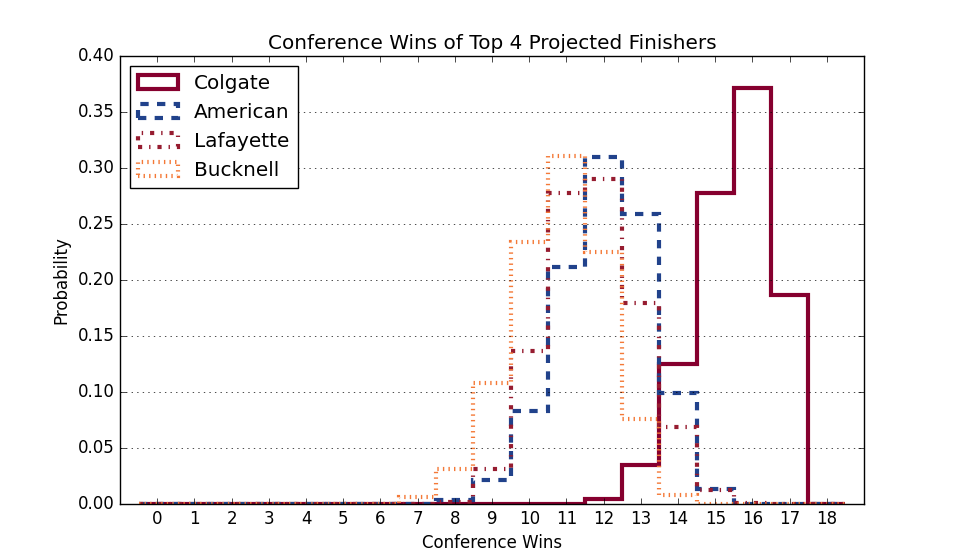 Conference Wins of Top 4 Projected Finishers
0.40
0.35
0.30
0.25
0.20
0.15
0.10
0.05
0.00
Probability
Colgate
American
Lafayette
Bucknell
0 1 2 3 4 5 6 7 8 9 10 11 12 13 14 15 16 17 18
Conference Wins